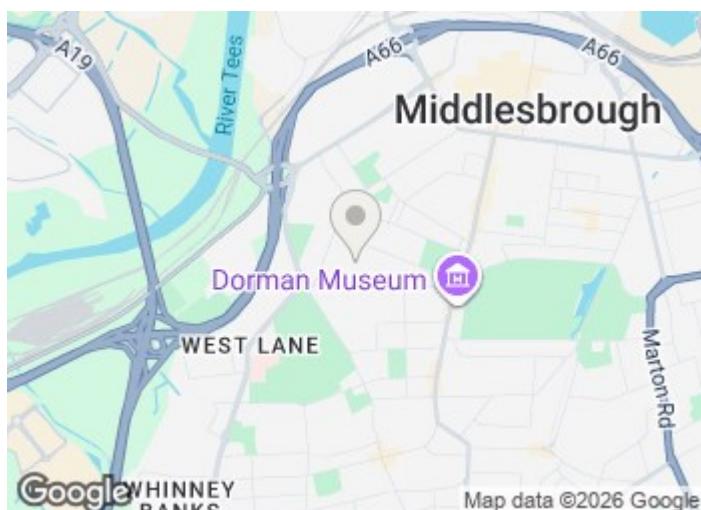 A19
River Tees
A66
A66
Middlesbrough
Dorman Museum
WEST LANE
Marton Rd
Google
WHINNEY
BANKS
Map data ©2026 Google